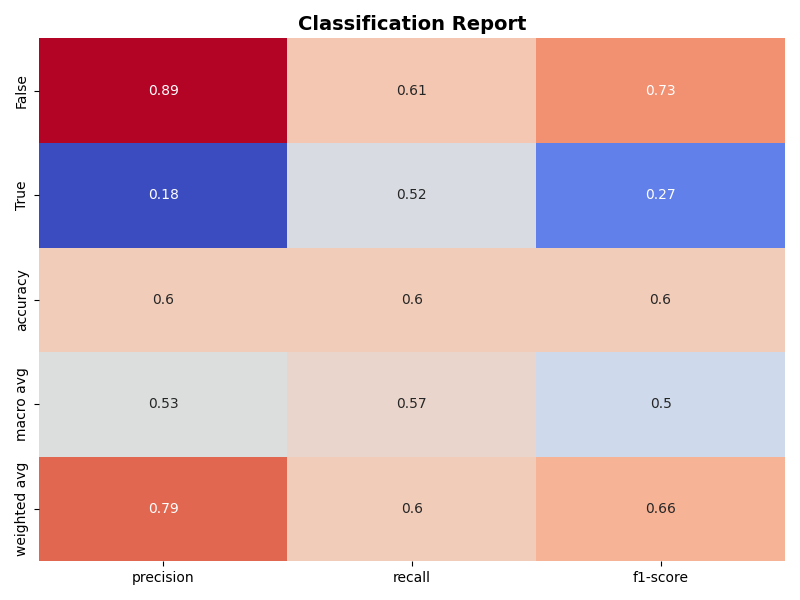 Classification Report
False 0.89 0.61 0.73
True 0.18 0.52 0.27
accuracy 0.6 0.6 0.6
macro avg 0.53 0.57 0.5
weighted avg 0.79 0.6 0.66
precision recall f1-score